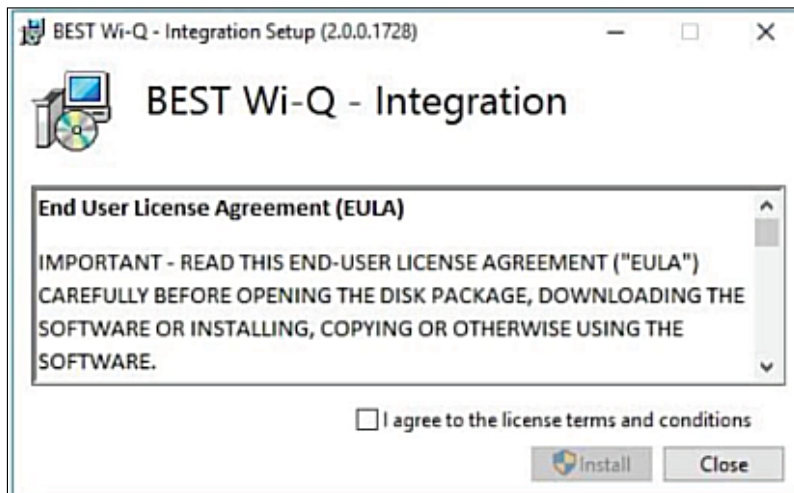 BEST Wi-Q - Integration Setup (2.0.0.1728)
BEST Wi-Q - Integration
End User License Agreement (EULA)
IMPORTANT - READ THIS END-USER LICENSE AGREEMENT ("EULA")
CAREFULLY BEFORE OPENING THE DISK PACKAGE, DOWNLOADING THE
SOFTWARE OR INSTALLING, COPYING OR OTHERWISE USING THE
SOFTWARE.
I agree to the license terms and conditions
Install Close